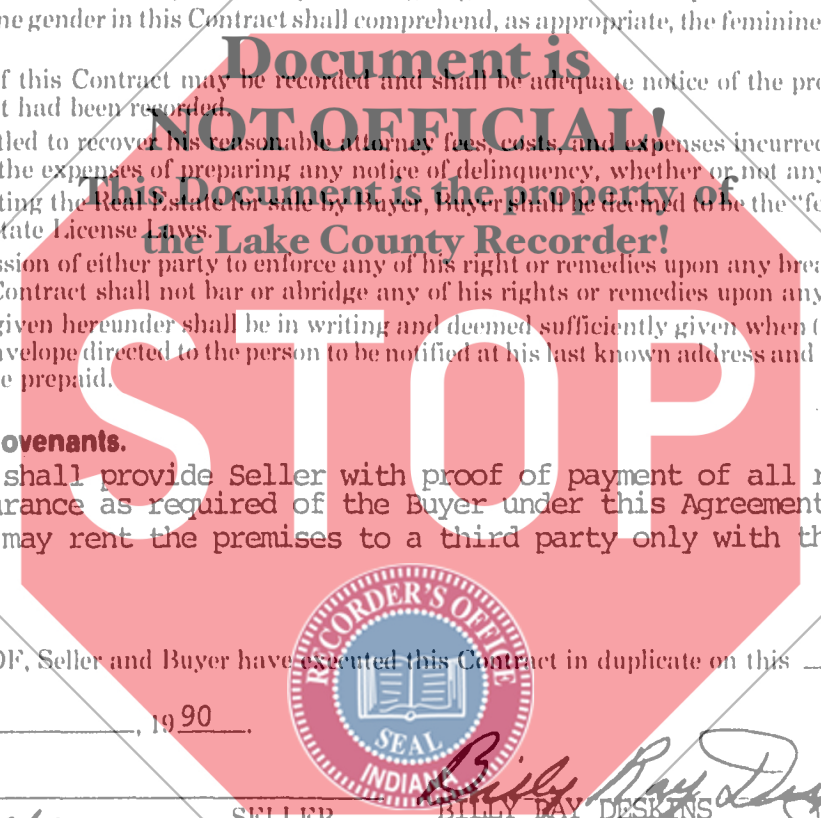 ne gender in this Contract shall comprehend, as appropriate, the feminine
Document is
f this Contract may be recorded and shall be adequate notice of the pro
t had been recorded.
NOT OFFICIAL!
tled to recover his reasonable attorney fees, costs, and expenses incurred
the expenses of preparing any notice of delinquency, whether or not any
This Document is the property of
ting the Real Estate for sale by Buyer, Buyer shall be deemed to be the "fe
tate License Laws.
the Lake County Recorder!
ssion of either party to enforce any of his right or remedies upon any brea
Contract shall not bar or abridge any of his rights or remedies upon any
given hereunder shall be in writing and deemed sufficiently given when t
nvelope directed to the person to be notified at his last known address and
e prepaid.
STOP
ovenants.
shall provide Seller with proof of payment of all r
urance as required of the Buyer under this Agreement
may rent the premises to a third party only with th
RECORDER'S OFFICE
OF, Seller and Buyer have executed this Contract in duplicate on this
, 19 90 .
SEAL
INDIANA
Billy Ray
SELLER BILLY RAY DESKINS